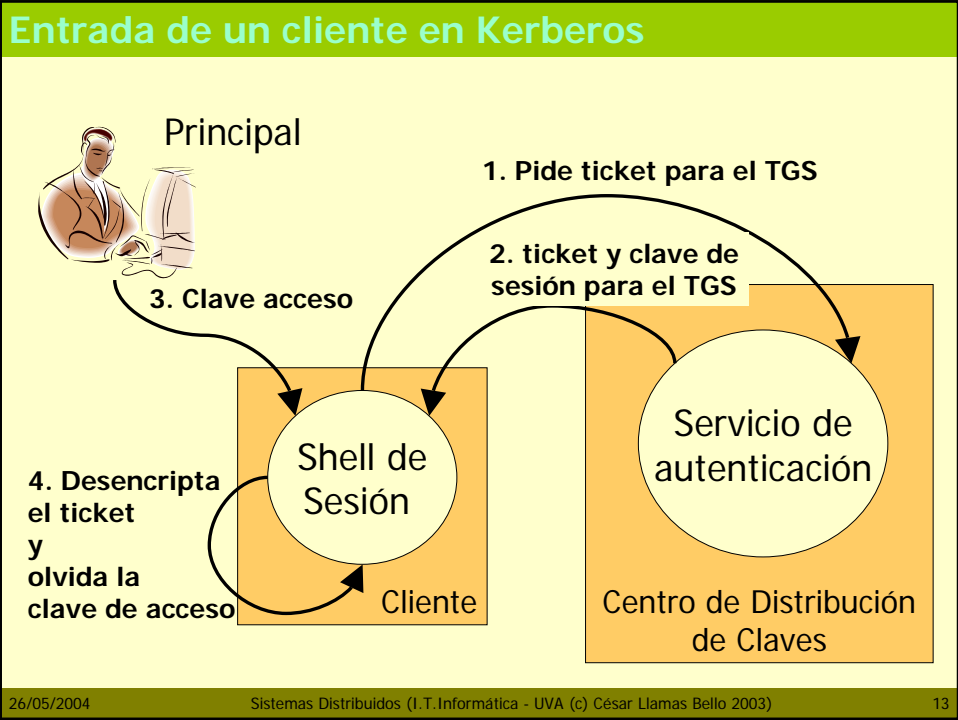 Entrada de un cliente en Kerberos
Principal
1. Pide ticket para el TGS
2. ticket y clave de
sesión para el TGS
3. Clave acceso
Shell de
Sesión
Servicio de
autenticación
4. Desencripta
el ticket
y
olvida la
clave de acceso
Cliente
Centro de Distribución
de Claves
26/05/2004
Sistemas Distribuidos (I.T.Informática - UVA (c) César Llamas Bello 2003)
13